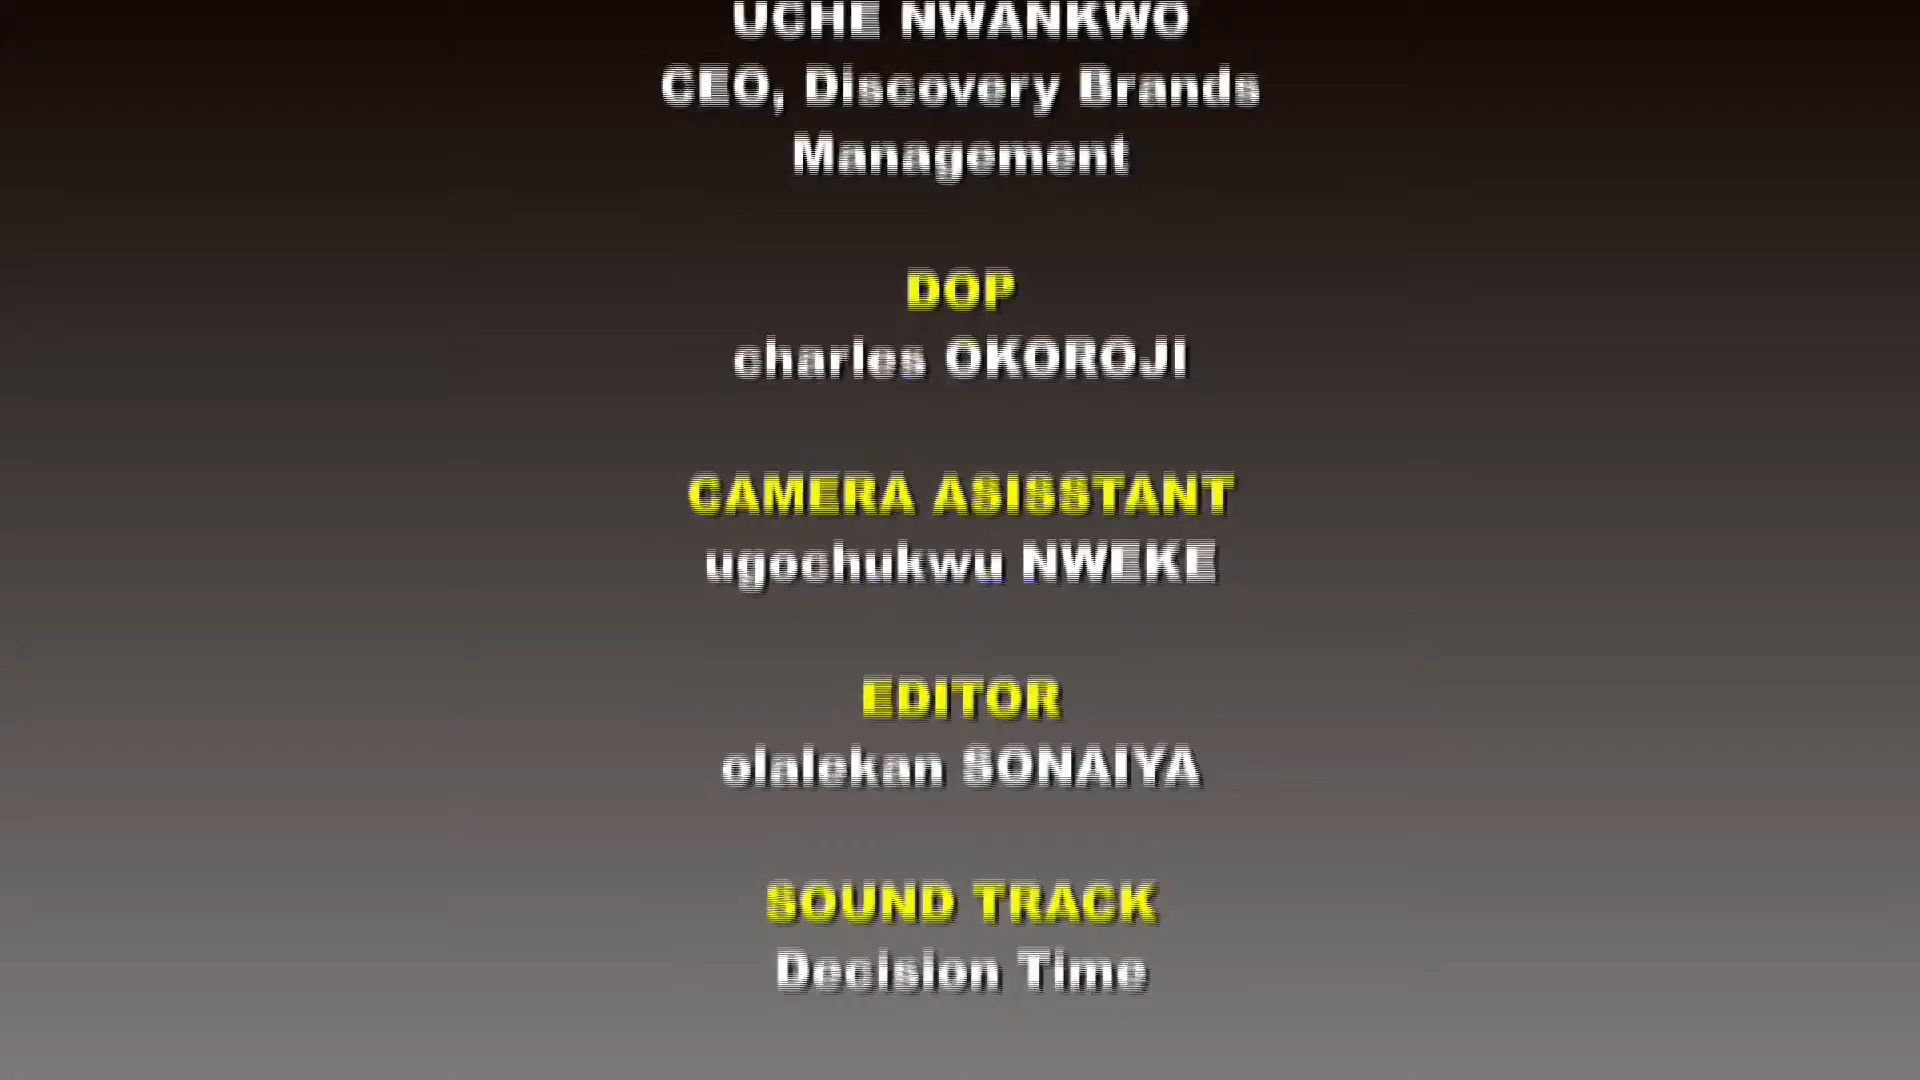 UCHE NWANKWO
CEO, Discovery Brands
Management
DOP
charles OKOROJI
CAMERA ASISSTANT
ugochukwu NWEKE
EDITOR
olalekan SONAIYA
SOUND TRACK
Decision Time